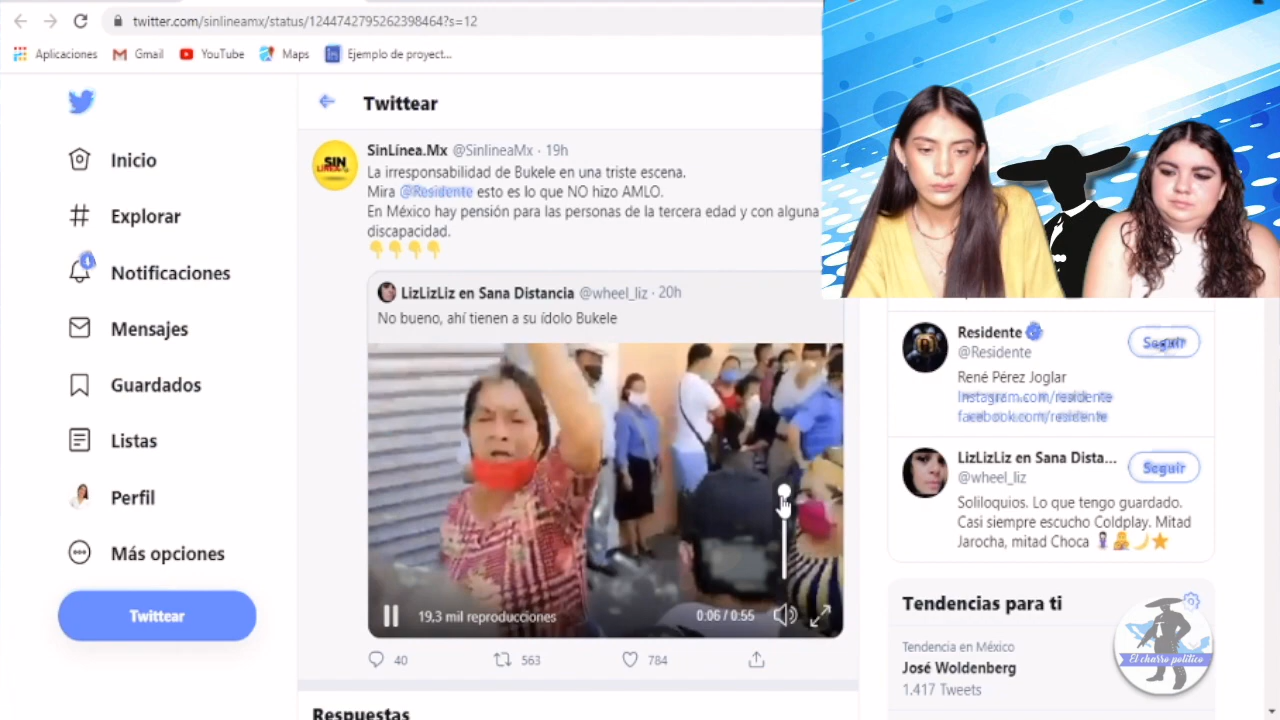 twitter.com/sinlineamx/status/1244742795262398464?s=12
Aplicaciones
Gmail
YouTube
Maps
Ejemplo de proyect...
Inicio
Explorar
4
Notificaciones
Mensajes
Guardados
Listas
Perfil
Más opciones
Twittear
Twittear
SIN LÍNEA
SinLínea.Mx @SinlineaMx · 19h
La irresponsabilidad de Bukele en una triste escena.
Mira @Residente esto es lo que NO hizo AMLO.
En México hay pensión para las personas de la tercera edad y con alguna
discapacidad.
LizLizLiz en Sana Distancia @wheel_liz · 20h
No bueno, ahí tienen a su ídolo Bukele
19,3 mil reproducciones
0:06 / 0:55
40
563
784
Respuestas
Residente
@Residente
Seguir
René Pérez Joglar
Instagram.com/residente
facebook.com/residente
LizLizLiz en Sana Dista...
@wheel_liz
Seguir
Soliloquios. Lo que tengo guardado.
Casi siempre escucho Coldplay. Mitad
Jarocha, mitad Choca
Tendencias para ti
Tendencia en México
José Woldenberg
1.417 Tweets
El charro político